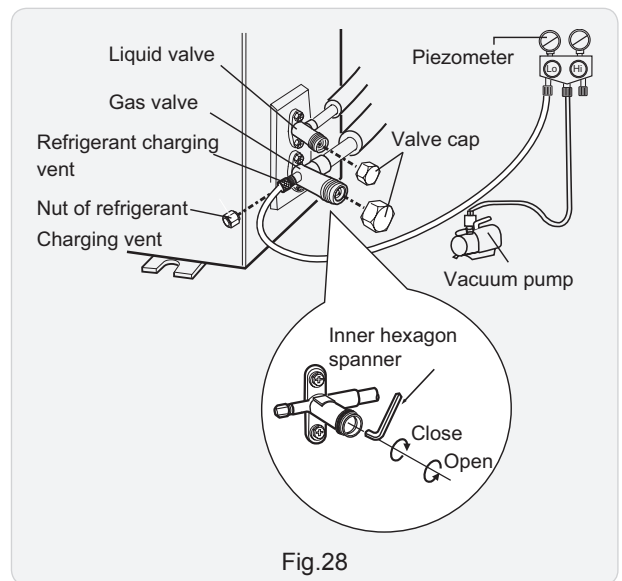 Liquid valve
Gas valve
Refrigerant charging
vent
Nut of refrigerant
Charging vent
Piezometer
Lo
Hi
Valve cap
Vacuum pump
Inner hexagon
spanner
Close
Open
Fig.28